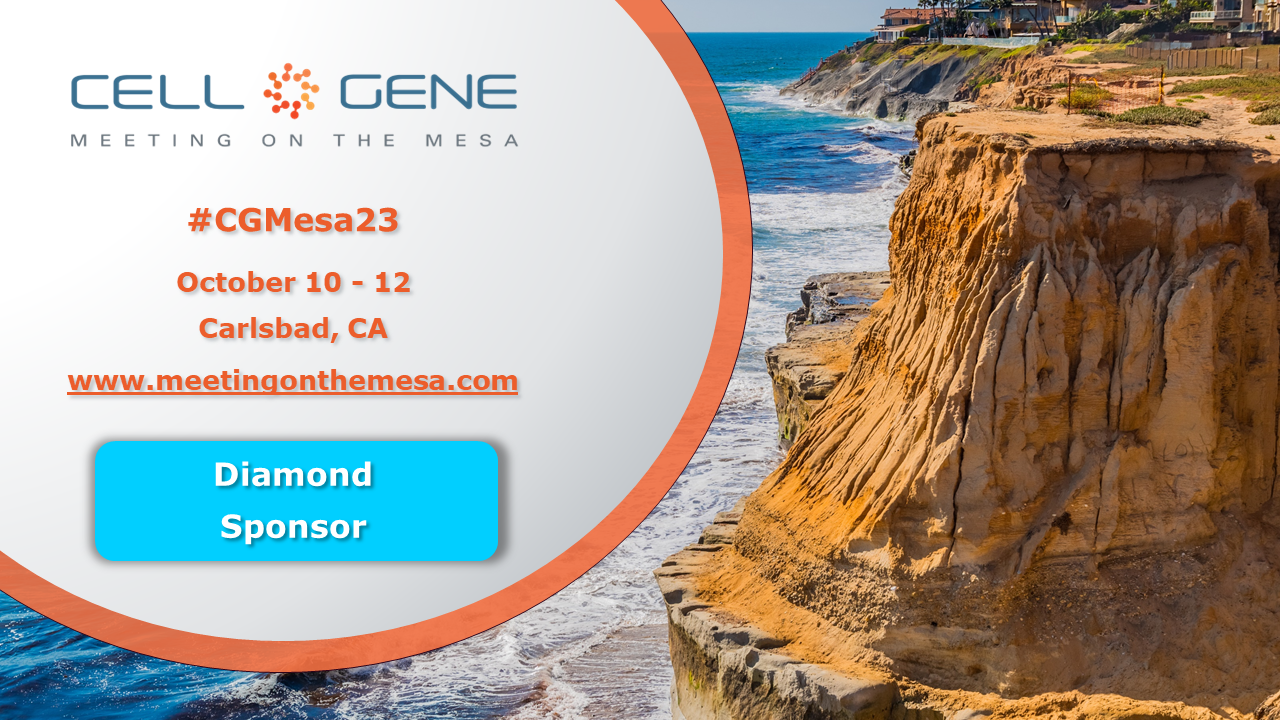 CELL GENE
MEETING ON THE MESA
#CGMesa23
October 10 - 12
Carlsbad, CA
www.meetingonthemesa.com
Diamond
Sponsor